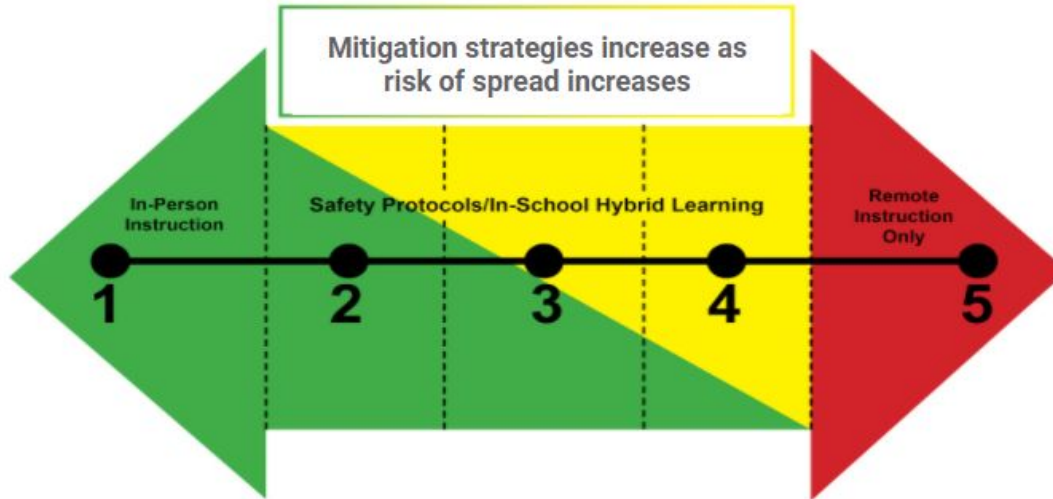 Mitigation strategies increase as
risk of spread increases
In-Person
Instruction
Safety Protocols/In-School Hybrid Learning
Remote
Instruction
Only
1
2
3
4
5